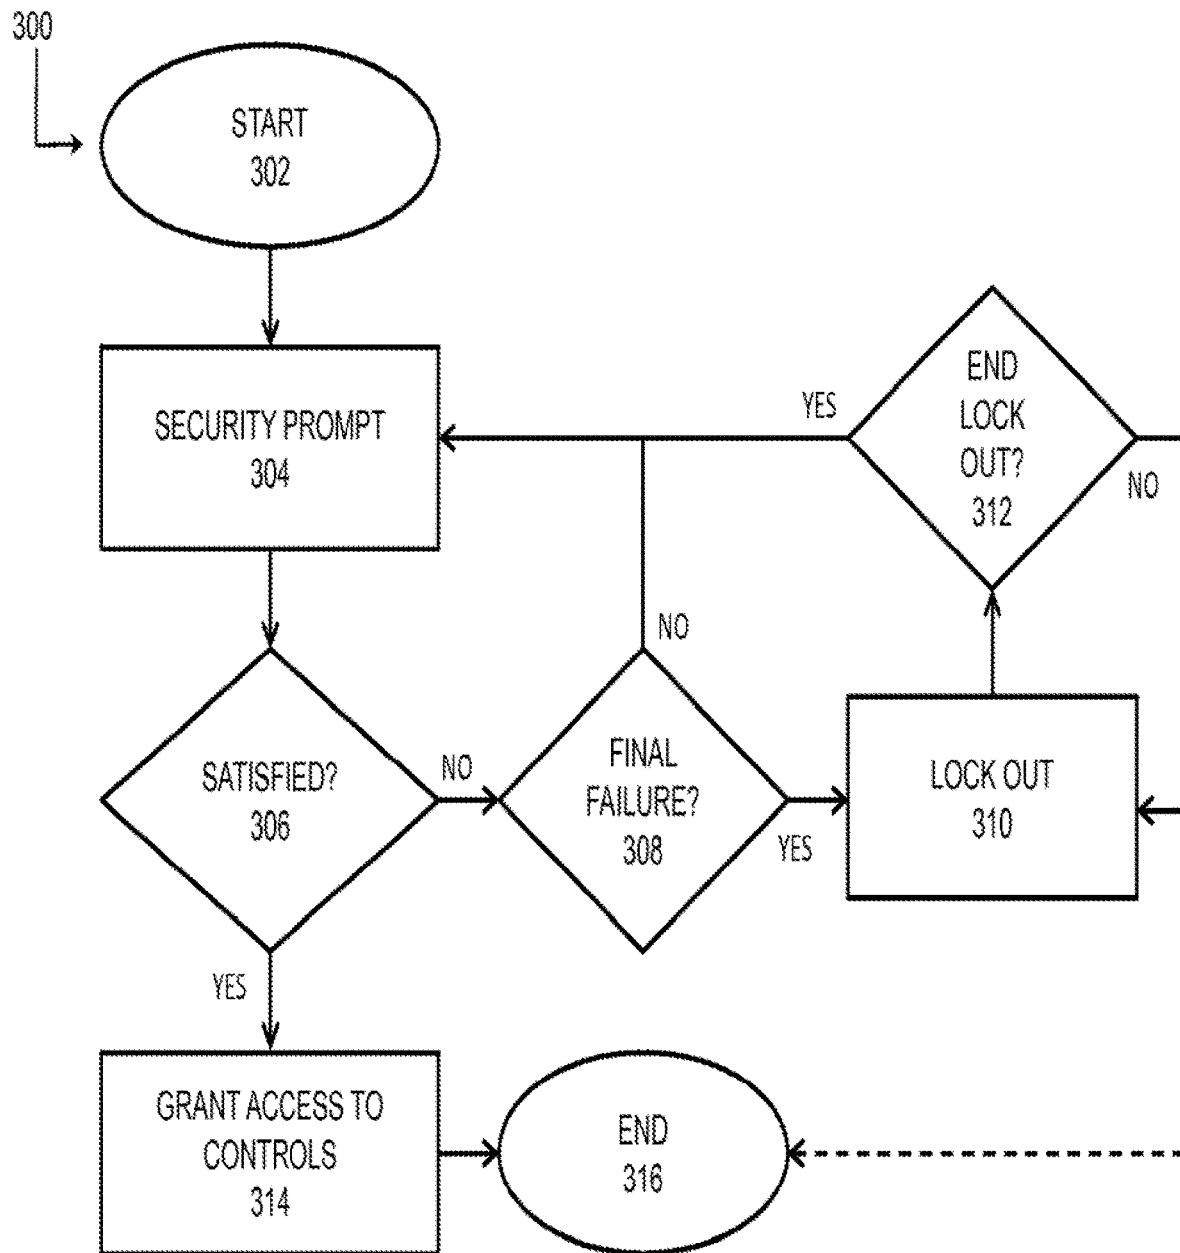 300
START
302
SECURITY PROMPT
304
YES
END
LOCK
OUT?
312
NO
NO
SATISFIED?
306
NO
FINAL
FAILURE?
308
YES
LOCK OUT
310
YES
GRANT ACCESS TO
CONTROLS
314
END
316